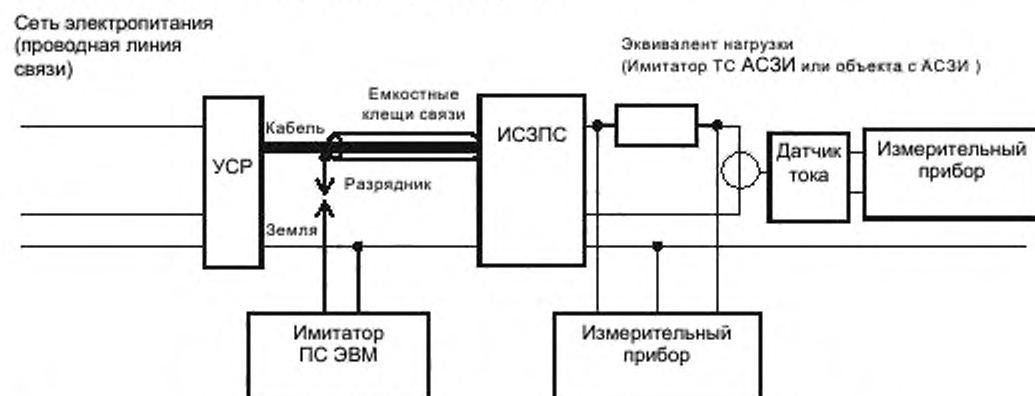 Сеть электропитания
(проводная линия
связи)
Эквивалент нагрузки
(Имитатор ТС АСЗИ или объекта с АСЗИ )
Емкостные
клещи связи
Кабель
УСР
ИСЗПС
Разрядник
Земля
Датчик
тока
Измерительный
прибор
Имитатор
ПС ЭВМ
Измерительный
прибор